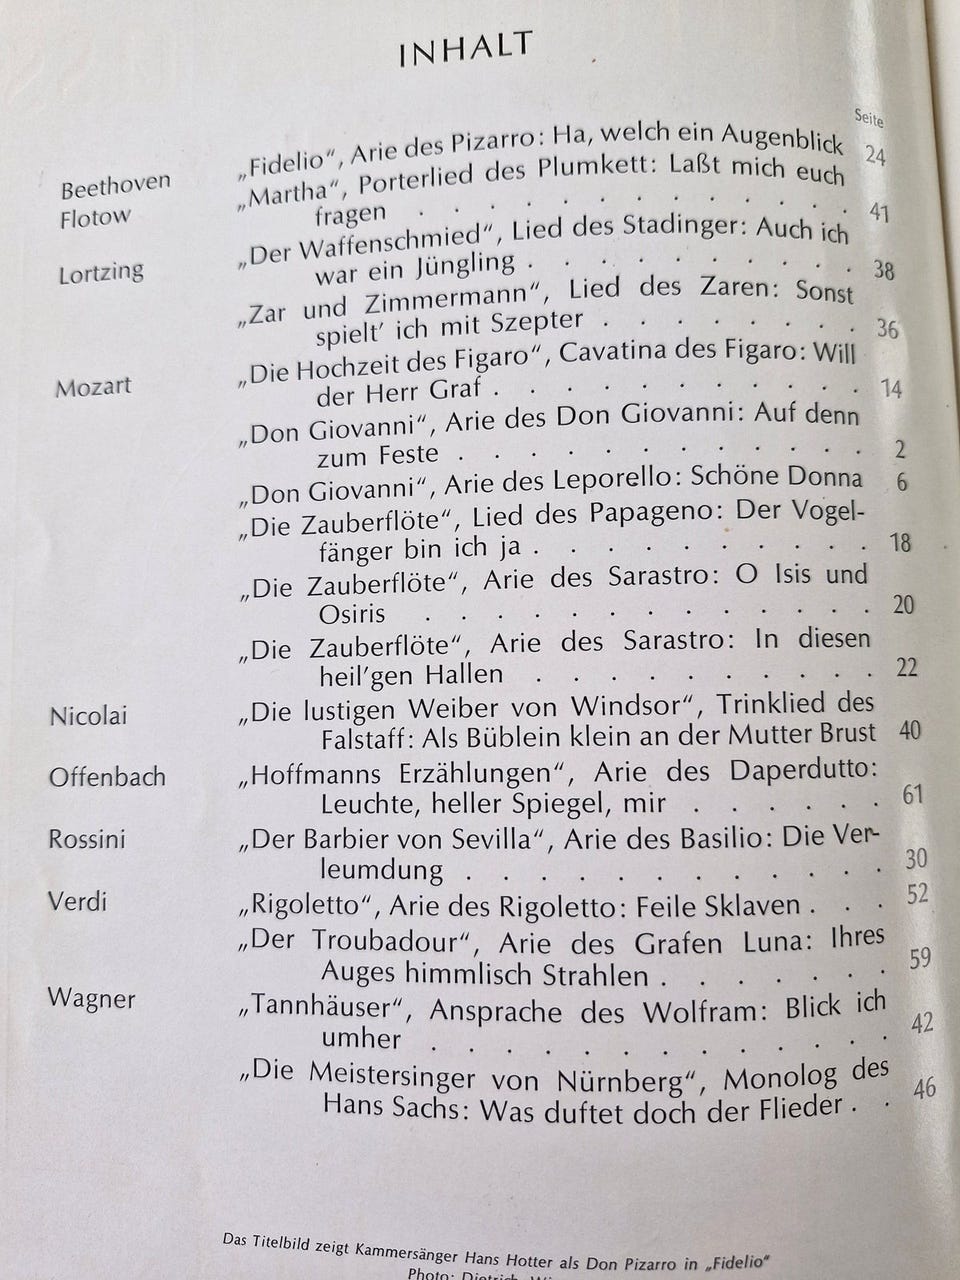 INHALT
Seite
Beethoven „Fidelio“, Arie des Pizarro: Ha, welch ein Augenblick 24
Flotow „Martha“, Porterlied des Plumkett: Laßt mich euch
fragen . . . . . . . . . . . . 41
Lortzing „Der Waffenschmied“, Lied des Stadinger: Auch ich
war ein Jüngling . . . . . . . . . 38
„Zar und Zimmermann“, Lied des Zaren: Sonst
spielt’ ich mit Szepter . . . . . . . 36
Mozart „Die Hochzeit des Figaro“, Cavatina des Figaro: Will
der Herr Graf . . . . . . . . . . 14
„Don Giovanni“, Arie des Don Giovanni: Auf denn
zum Feste . . . . . . . . . . . 2
„Don Giovanni“, Arie des Leporello: Schöne Donna 6
„Die Zauberflöte“, Lied des Papageno: Der Vogel-
fänger bin ich ja . . . . . . . . . 18
„Die Zauberflöte“, Arie des Sarastro: O Isis und
Osiris . . . . . . . . . . . . 20
„Die Zauberflöte“, Arie des Sarastro: In diesen
heil’gen Hallen . . . . . . . . . 22
Nicolai „Die lustigen Weiber von Windsor“, Trinklied des
Falstaff: Als Büblein klein an der Mutter Brust 40
Offenbach „Hoffmanns Erzählungen“, Arie des Daperdutto:
Leuchte, heller Spiegel, mir . . . . . . 61
Rossini „Der Barbier von Sevilla“, Arie des Basilio: Die Ver-
leumdung . . . . . . . . . . . 30
Verdi „Rigoletto“, Arie des Rigoletto: Feile Sklaven . . . 52
„Der Troubadour“, Arie des Grafen Luna: Ihres
Auges himmlisch Strahlen . . . . . . . 59
Wagner „Tannhäuser“, Ansprache des Wolfram: Blick ich
umher . . . . . . . . . . . . 42
„Die Meistersinger von Nürnberg“, Monolog des
Hans Sachs: Was duftet doch der Flieder . . 46
Das Titelbild zeigt Kammersänger Hans Hotter als Don Pizarro in „Fidelio“
Photo: Dietrich